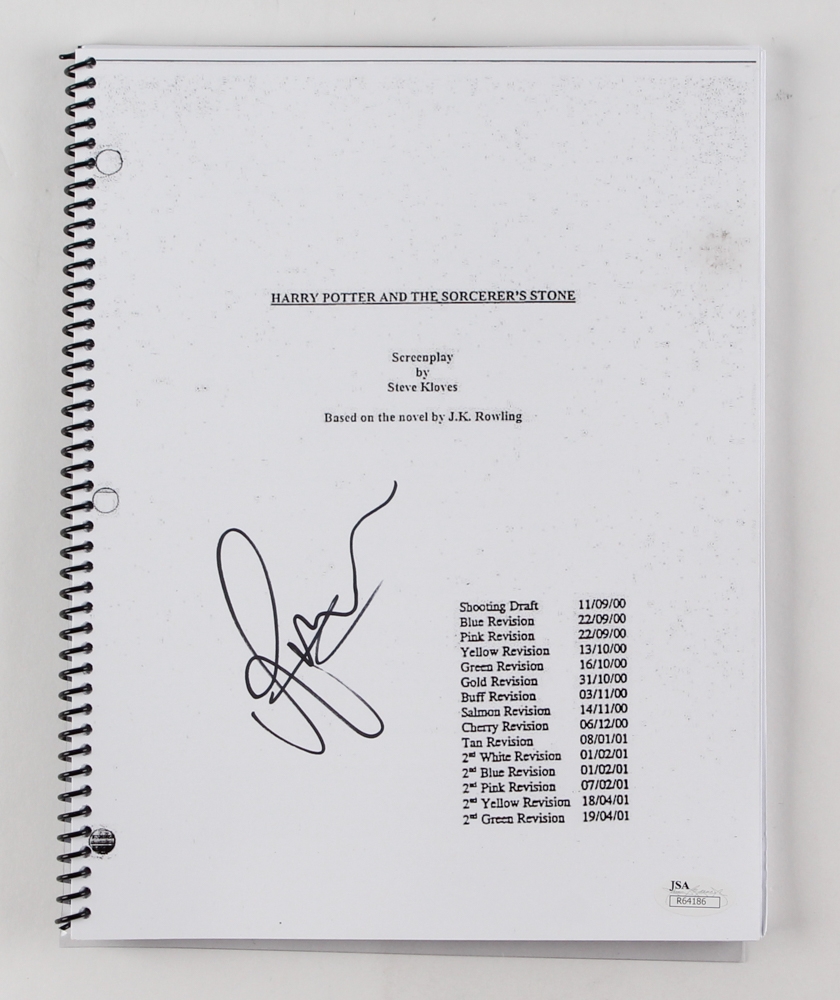 HARRY POTTER AND THE SORCERER'S STONE
Screenplay
by
Steve Kloves
Based on the novel by J.K. Rowling
Shooting Draft 11/09/00
Blue Revision 22/09/00
Pink Revision 22/09/00
Yellow Revision 13/10/00
Green Revision 16/10/00
Gold Revision 31/10/00
Buff Revision 03/11/00
Salmon Revision 14/11/00
Cherry Revision 06/12/00
Tan Revision 08/01/01
2nd White Revision 01/02/01
2nd Blue Revision 01/02/01
2nd Pink Revision 07/02/01
2nd Yellow Revision 18/04/01
2nd Green Revision 19/04/01
JSA
R64186